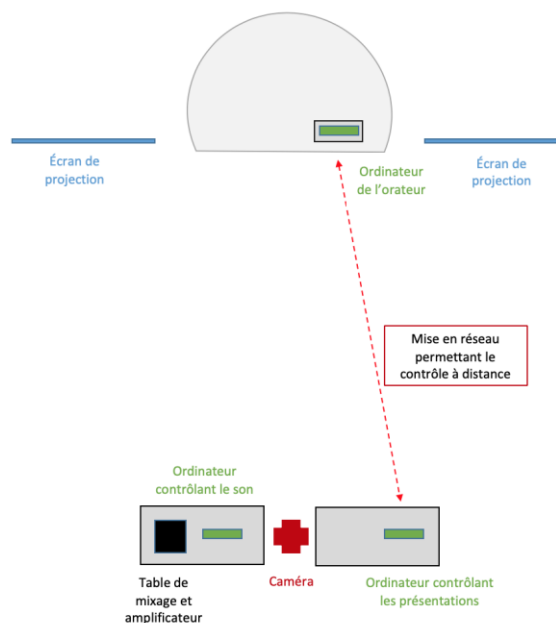 Écran de
projection
Ordinateur
de l'orateur
Écran de
projection
Mise en réseau
permettant le
contrôle à distance
Ordinateur
contrôlant le son
Table de
mixage et
amplificateur
Caméra
Ordinateur contrôlant
les présentations